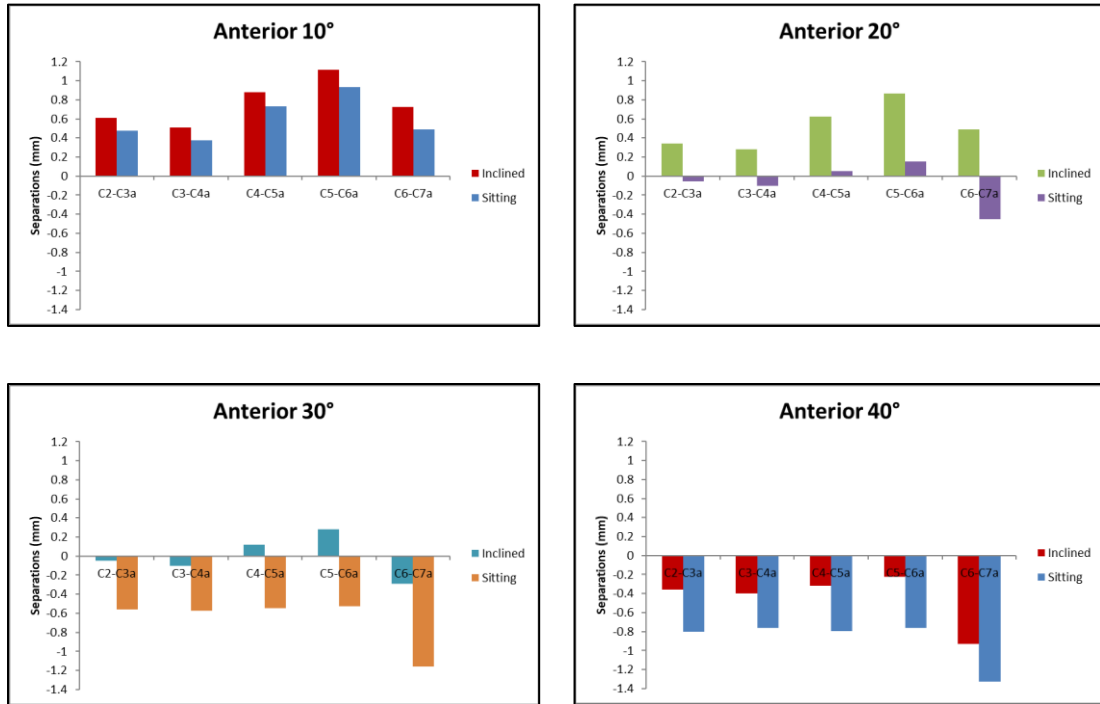 Anterior 10°
Separations (mm)
1.2
1
0.8
0.6
0.4
0.2
0
-0.2
-0.4
-0.6
-0.8
-1
-1.2
-1.4
C2-C3a C3-C4a C4-C5a C5-C6a C6-C7a
Inclined
Sitting
Anterior 20°
Separations (mm)
1.2
1
0.8
0.6
0.4
0.2
0
-0.2
-0.4
-0.6
-0.8
-1
-1.2
-1.4
C2-C3a C3-C4a C4-C5a C5-C6a C6-C7a
Inclined
Sitting
Anterior 30°
Separations (mm)
1.2
1
0.8
0.6
0.4
0.2
0
-0.2
-0.4
-0.6
-0.8
-1
-1.2
-1.4
C2-C3a C3-C4a C4-C5a C5-C6a C6-C7a
Inclined
Sitting
Anterior 40°
Separations (mm)
1.2
1
0.8
0.6
0.4
0.2
0
-0.2
-0.4
-0.6
-0.8
-1
-1.2
-1.4
C2-C3a C3-C4a C4-C5a C5-C6a C6-C7a
Inclined
Sitting